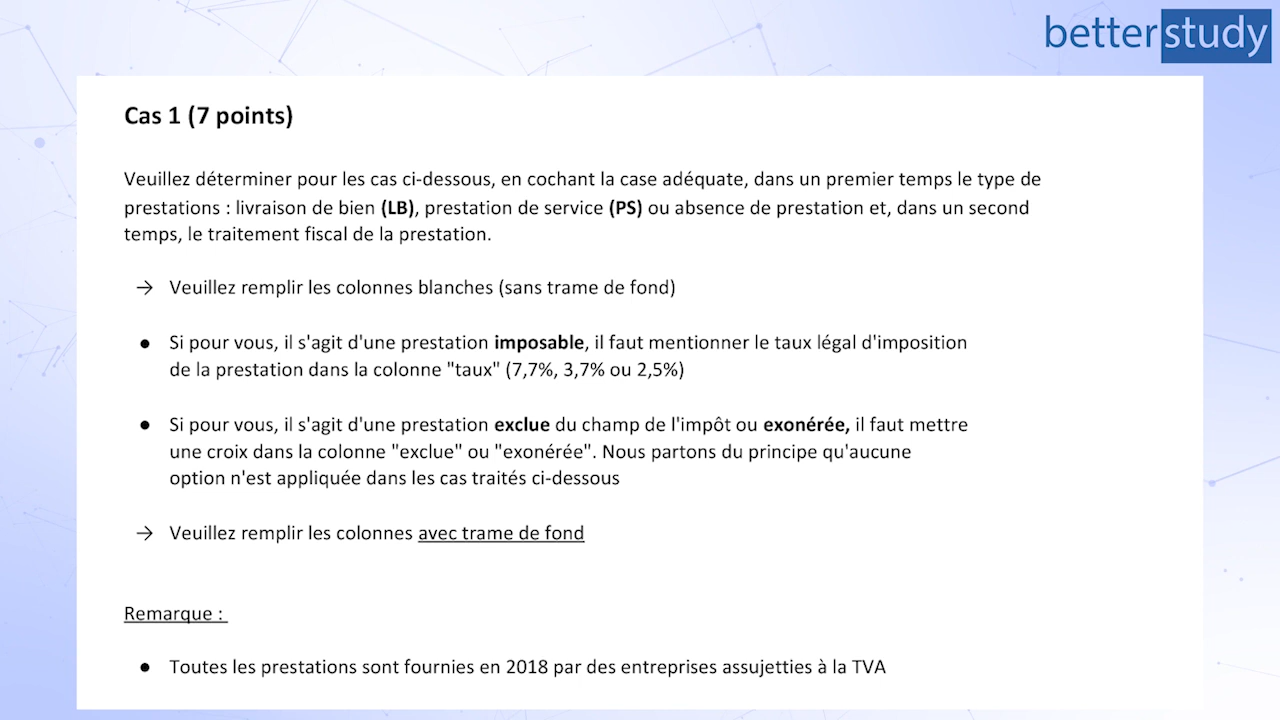 betterstudy
Cas 1 (7 points)
Veuillez déterminer pour les cas ci-dessous, en cochant la case adéquate, dans un premier temps le type de
prestations : livraison de bien (LB), prestation de service (PS) ou absence de prestation et, dans un second
temps, le traitement fiscal de la prestation.
→ Veuillez remplir les colonnes blanches (sans trame de fond)
● Si pour vous, il s'agit d'une prestation imposable, il faut mentionner le taux légal d'imposition
de la prestation dans la colonne "taux" (7,7%, 3,7% ou 2,5%)
● Si pour vous, il s'agit d'une prestation exclue du champ de l'impôt ou exonérée, il faut mettre
une croix dans la colonne "exclue" ou "exonérée". Nous partons du principe qu'aucune
option n'est appliquée dans les cas traités ci-dessous
→ Veuillez remplir les colonnes avec trame de fond
Remarque :
● Toutes les prestations sont fournies en 2018 par des entreprises assujetties à la TVA